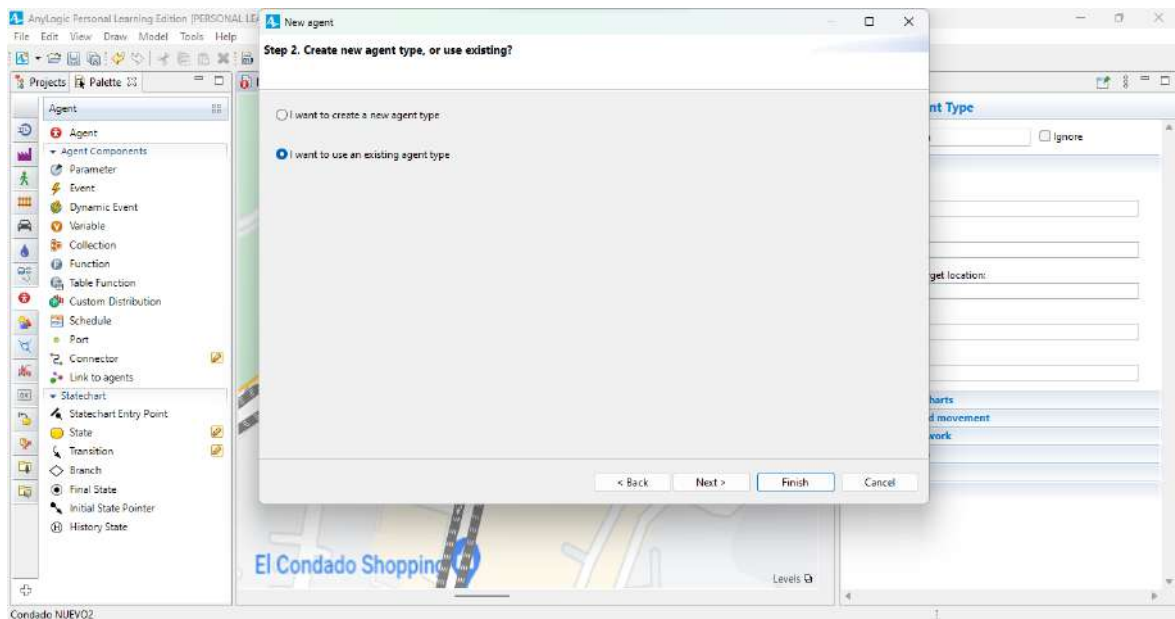 AnyLogic Personal Learning Edition [PERSONAL LE
File Edit View Draw Model Tools Help
Projects Palette
Agent
Agent
Agent Components
Parameter
Event
Dynamic Event
Variable
Collection
Function
Table Function
Custom Distribution
Schedule
Port
Connector
Link to agents
Statechart
Statechart Entry Point
State
Transition
Branch
Final State
Initial State Pointer
History State
New agent
Step 2. Create new agent type, or use existing?
I want to create a new agent type
I want to use an existing agent type
< Back Next > Finish Cancel
El Condado Shopping
Levels
nt Type
Ignore
get location:
harts
d movement
work
Condado NUEVO2